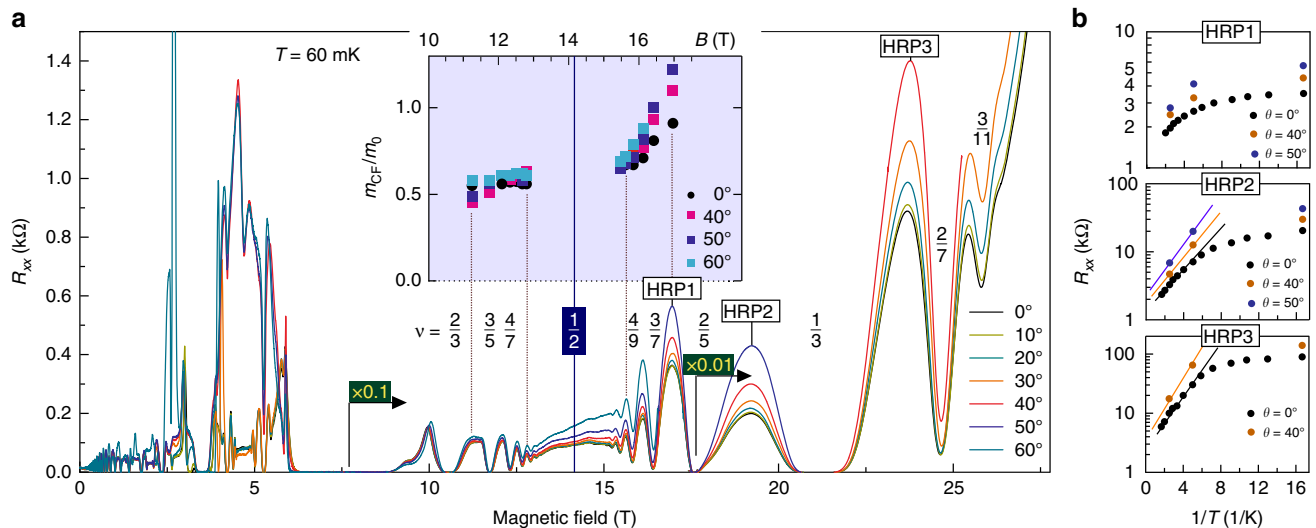 a
b
T = 60 mK
10 12 14 16 B (T)
1.0
0.5
0.0
m_CF/m_0
0°
40°
50°
60°
R_xx (kΩ)
1.4
1.2
1.0
0.8
0.6
0.4
0.2
0.0
0.0 5 10 15 20 25
Magnetic field (T)
HRP1
HRP2
HRP3
ν = 2/3 3/5 4/7 1/2 4/9 3/7 2/5 1/3 2/7 3/11
×0.1
×0.01
0°
10°
20°
30°
40°
50°
60°
HRP1
10
5
3
2
1
θ = 0°
θ = 40°
θ = 50°
HRP2
100
10
1
R_xx (kΩ)
θ = 0°
θ = 40°
θ = 50°
HRP3
100
10
1
θ = 0°
θ = 40°
0 4 8 12 16
1/T (1/K)